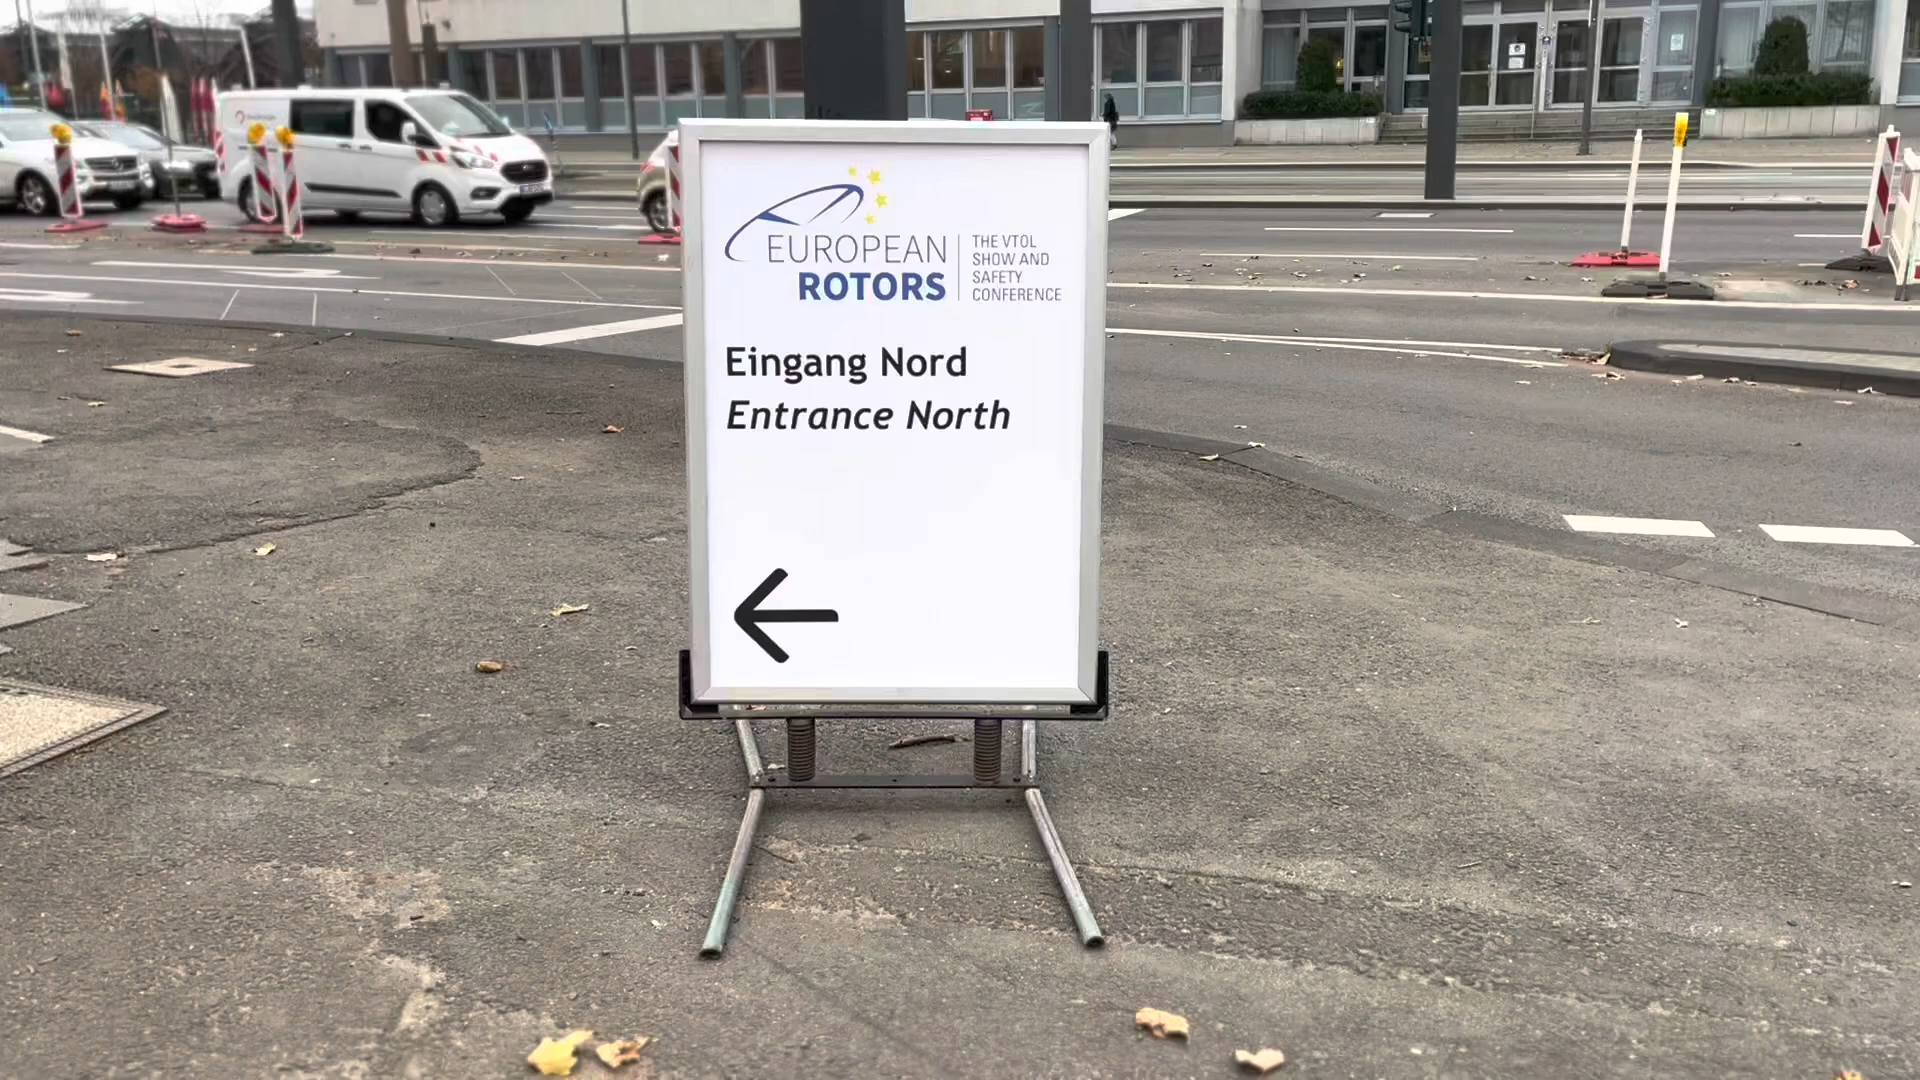 EUROPEAN
ROTORS
THE VTOL
SHOW AND
SAFETY
CONFERENCE
Eingang Nord
Entrance North